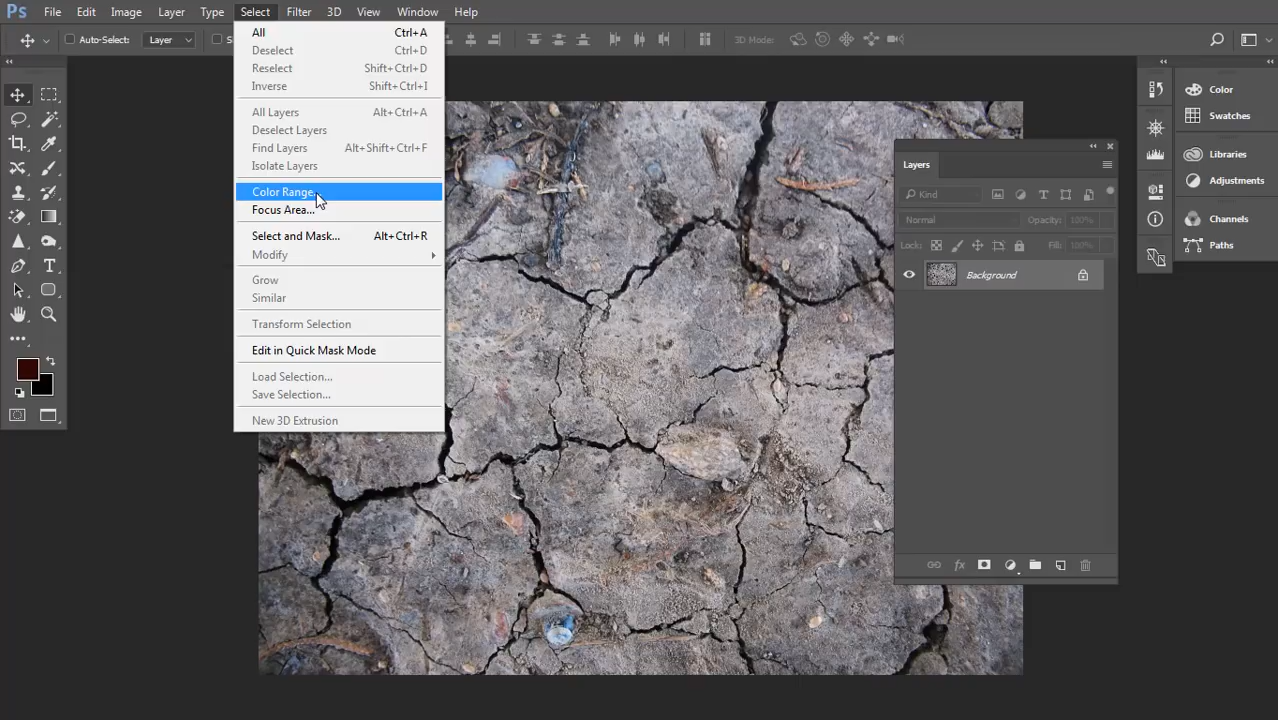 Ps File Edit Image Layer Type Select Filter 3D View Window Help
Auto-Select: Layer 3D Mode:
All Ctrl+A
Deselect Ctrl+D
Reselect Shift+Ctrl+D
Inverse Shift+Ctrl+I
All Layers Alt+Ctrl+A
Deselect Layers
Find Layers Alt+Shift+Ctrl+F
Isolate Layers
Color Range...
Focus Area...
Select and Mask... Alt+Ctrl+R
Modify
Grow
Similar
Transform Selection
Edit in Quick Mask Mode
Load Selection...
Save Selection...
New 3D Extrusion
Layers
Kind
Normal Opacity: 100%
Lock: Fill: 100%
Background
Color
Swatches
Libraries
Adjustments
Channels
Paths